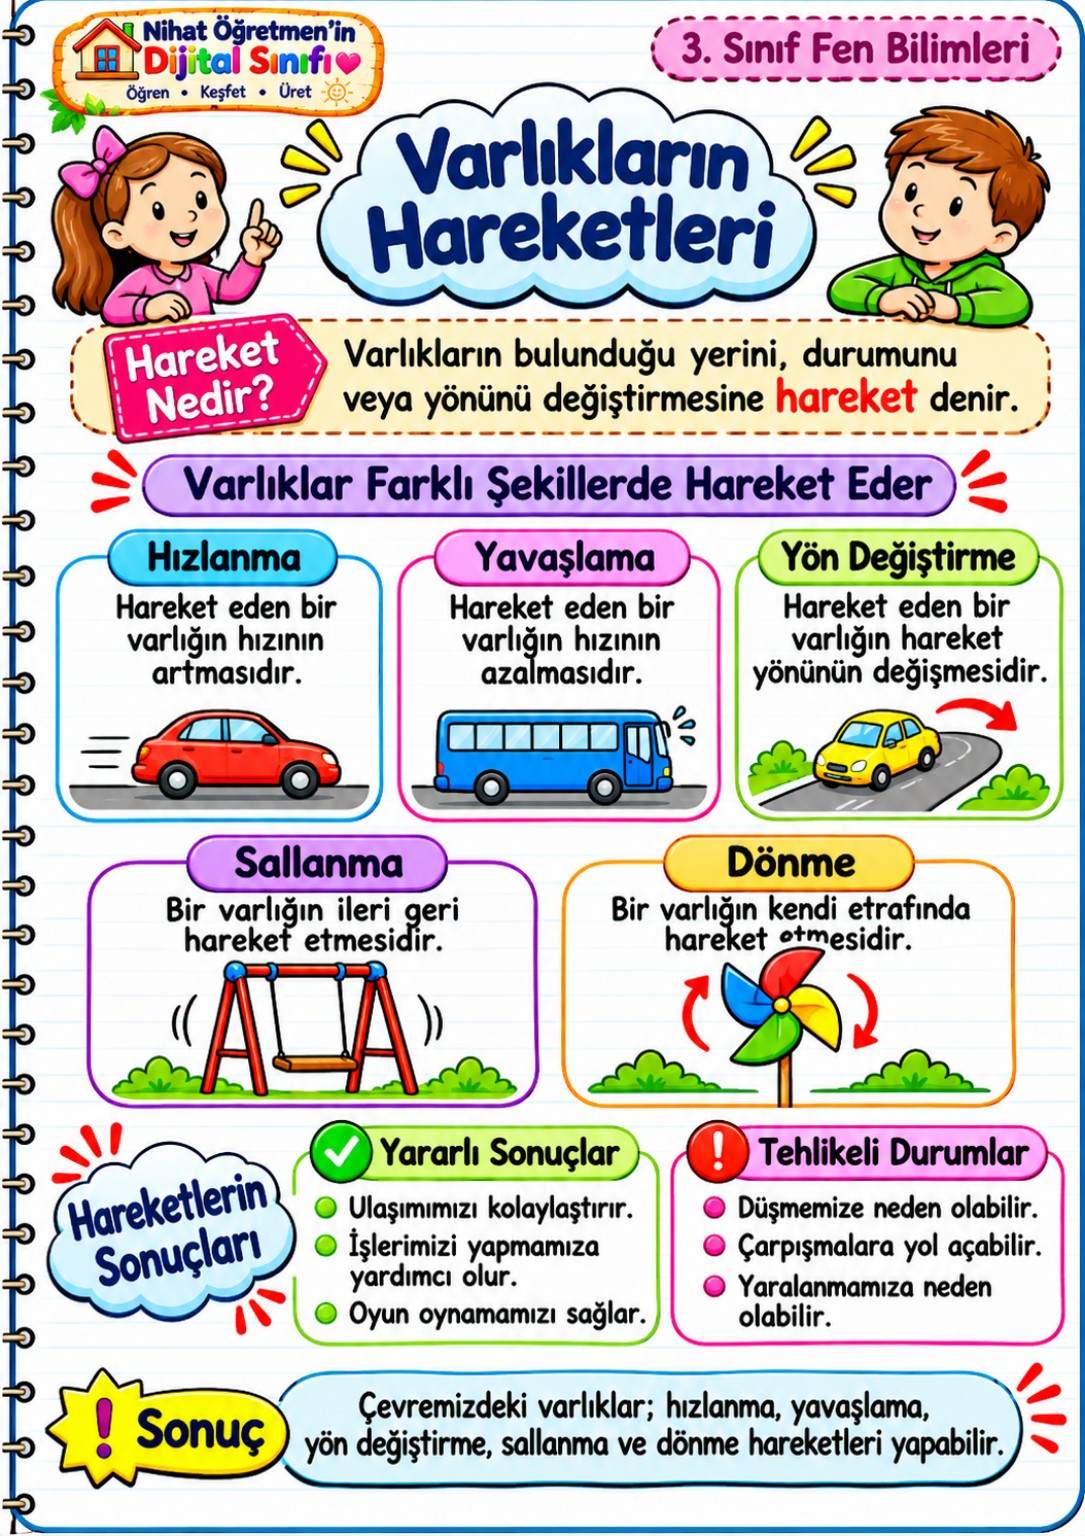 Nihat Öğretmen'in
Dijital Sınıfı
Öğren • Keşfet • Üret
3. Sınıf Fen Bilimleri
Varlıkların
Hareketleri
Hareket
Nedir?
Varlıkların bulunduğu yerini, durumunu
veya yönünü değiştirmesine hareket denir.
Varlıklar Farklı Şekillerde Hareket Eder
Hızlanma
Hareket eden bir
varlığın hızının
artmasıdır.
Yavaşlama
Hareket eden bir
varlığın hızının
azalmasıdır.
Yön Değiştirme
Hareket eden bir
varlığın hareket
yönünün değişmesidir.
Sallanma
Bir varlığın ileri geri
hareket etmesidir.
Dönme
Bir varlığın kendi etrafında
hareket etmesidir.
Hareketlerin
Sonuçları
Yararlı Sonuçlar
Ulaşımımızı kolaylaştırır.
İşlerimizi yapmamıza
yardımcı olur.
Oyun oynamamızı sağlar.
! Tehlikeli Durumlar
Düşmemize neden olabilir.
Çarpışmalara yol açabilir.
Yaralanmamıza neden
olabilir.
! Sonuç
Çevremizdeki varlıklar; hızlanma, yavaşlama,
yön değiştirme, sallanma ve dönme hareketleri yapabilir.